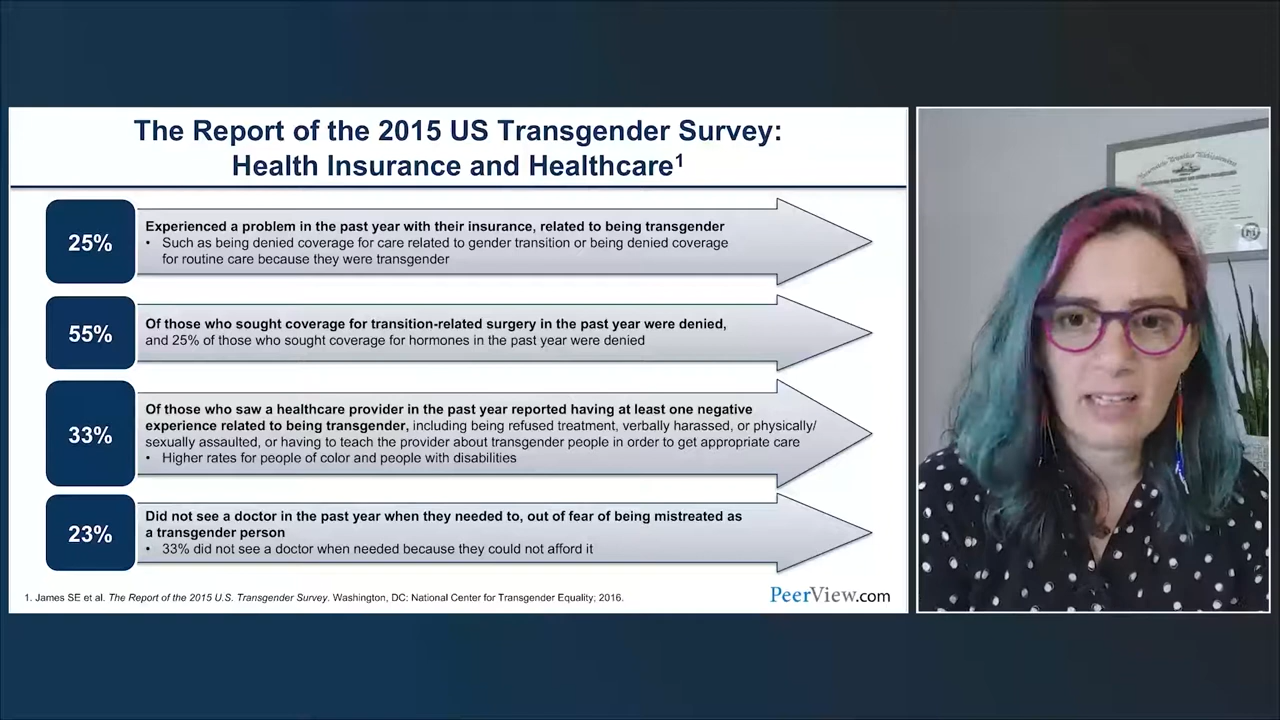 The Report of the 2015 US Transgender Survey:
Health Insurance and Healthcare1
25%
Experienced a problem in the past year with their insurance, related to being transgender
• Such as being denied coverage for care related to gender transition or being denied coverage
for routine care because they were transgender
55%
Of those who sought coverage for transition-related surgery in the past year were denied,
and 25% of those who sought coverage for hormones in the past year were denied
33%
Of those who saw a healthcare provider in the past year reported having at least one negative
experience related to being transgender, including being refused treatment, verbally harassed, or physically/
sexually assaulted, or having to teach the provider about transgender people in order to get appropriate care
• Higher rates for people of color and people with disabilities
23%
Did not see a doctor in the past year when they needed to, out of fear of being mistreated as
a transgender person
• 33% did not see a doctor when needed because they could not afford it
1. James SE et al. The Report of the 2015 U.S. Transgender Survey. Washington, DC: National Center for Transgender Equality; 2016.
PeerView.com